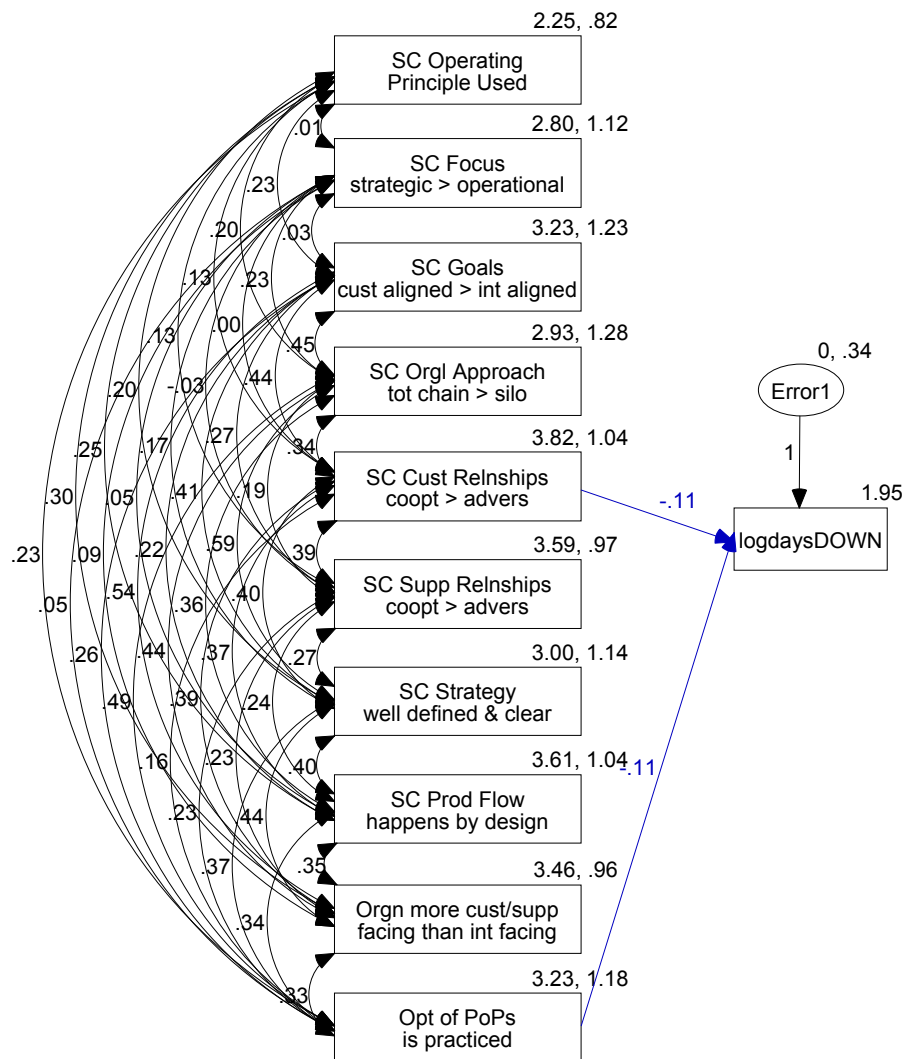 2.25, .82
SC Operating
Principle Used
.01
2.80, 1.12
SC Focus
strategic > operational
.23
.03
3.23, 1.23
.20
SC Goals
cust aligned > int aligned
.13
.23
.00
2.93, 1.28
.13
.45
0, .34
SC Orgl Approach
tot chain > silo
.20
-.03
.44
Error1
3.82, 1.04
.25
.17
.27
.34
1
SC Cust Relnships
coopt > advers
1.95
.30
.05
.41
.19
-.11
logdaysDOWN
3.59, .97
.23
.09
.22
.59
.39
SC Supp Relnships
coopt > advers
.05
.54
.36
.40
3.00, 1.14
.26
.44
.37
.27
SC Strategy
well defined & clear
.49
.39
.24
3.61, 1.04
-.11
.16
.23
.40
SC Prod Flow
happens by design
.23
.44
3.46, .96
.37
.35
Orgn more cust/supp
facing than int facing
.34
3.23, 1.18
.33
Opt of PoPs
is practiced